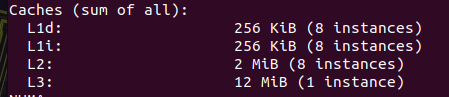 Caches (sum of all):
L1d: 256 KiB (8 instances)
L1i: 256 KiB (8 instances)
L2: 2 MiB (8 instances)
L3: 12 MiB (1 instance)